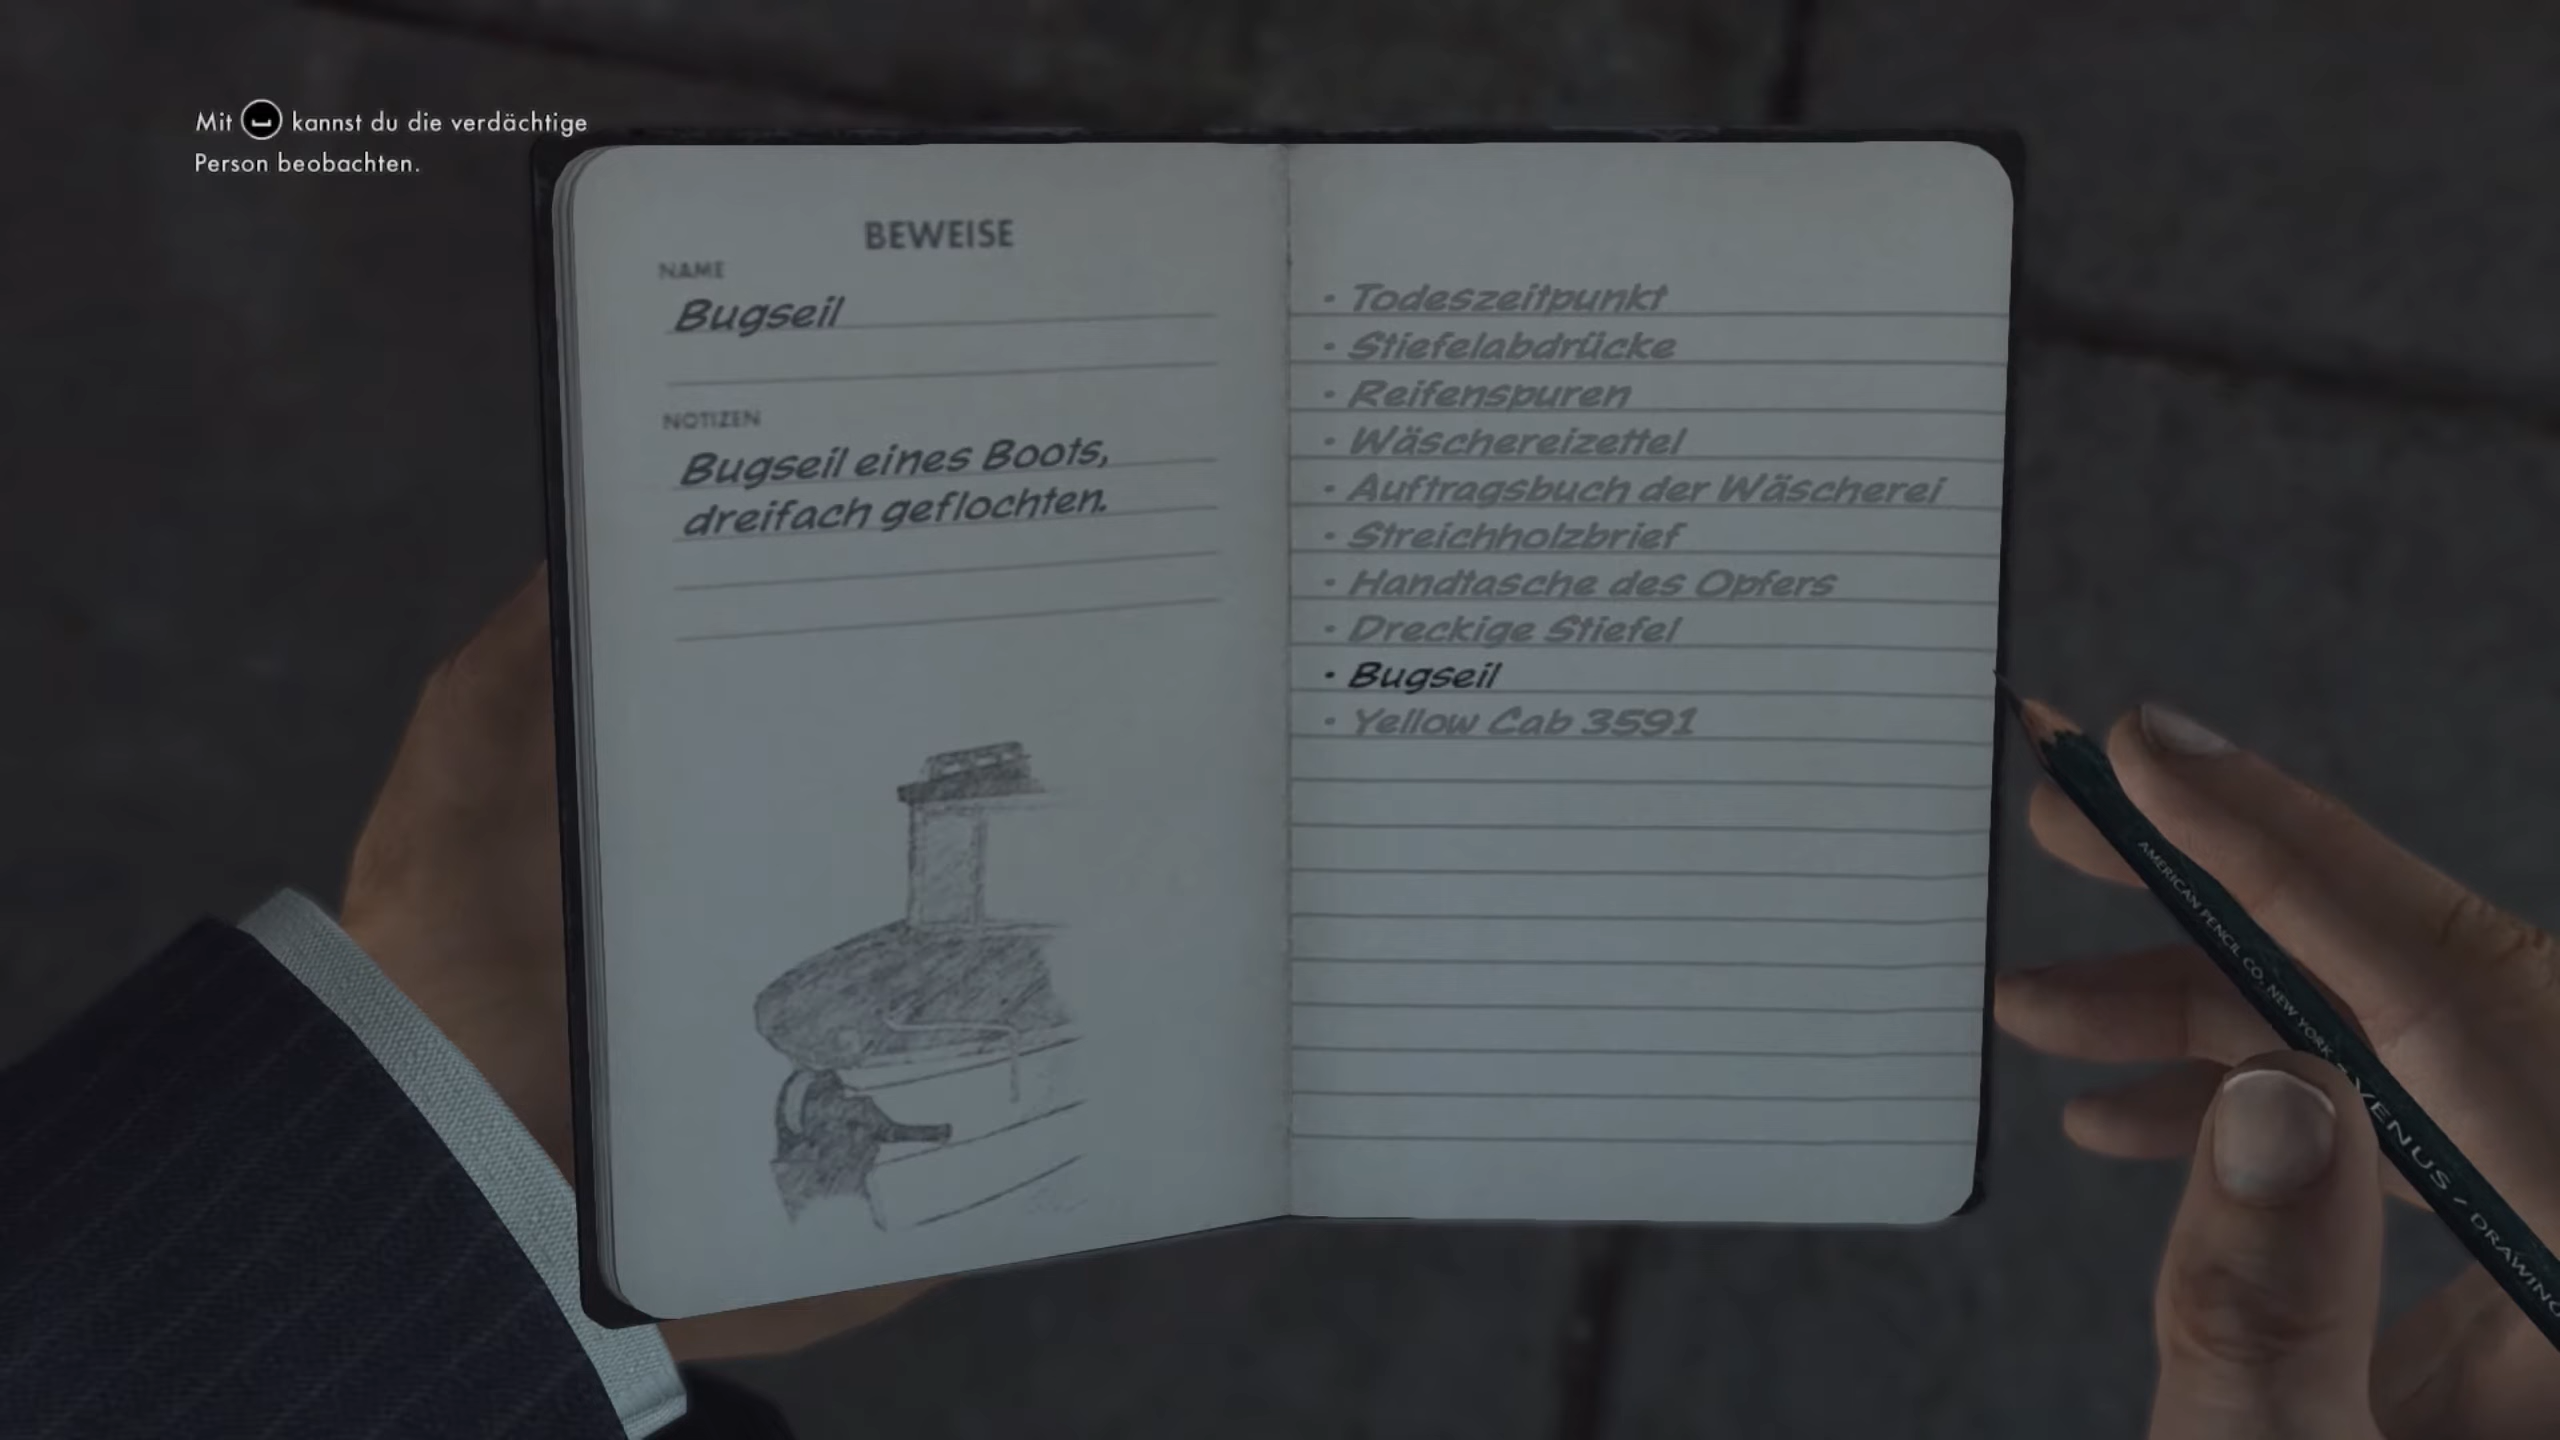 Mit kannst du die verdächtige
Person beobachten.
BEWEISE
NAME
Bugseil
NOTIZEN
Bugseil eines Boots,
dreifach geflochten.
• Todeszeitpunkt
• Stiefelabdrücke
• Reifenspuren
• Wäschereizettel
• Auftragsbuch der Wäscherei
• Streichholzbrief
• Handtasche des Opfers
• Dreckige Stiefel
• Bugseil
• Yellow Cab 3591
AMERICAN PENCIL CO. NEW YORK - VENUS / DRAWING